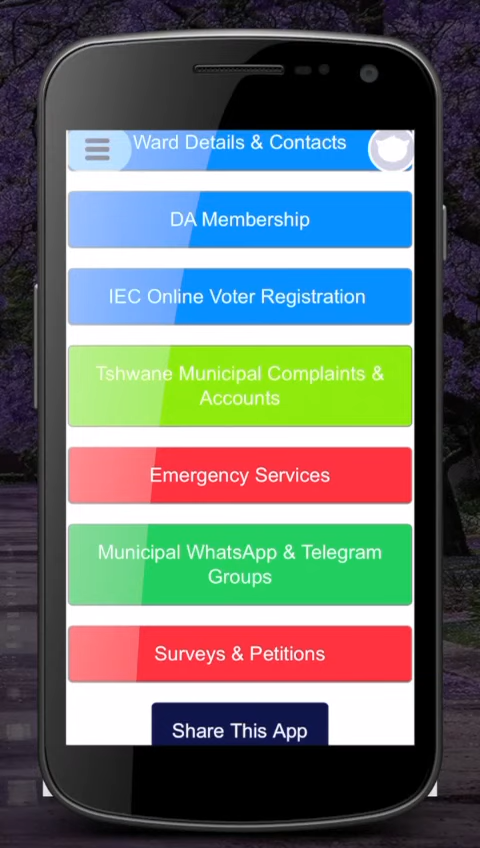 Ward Details & Contacts
DA Membership
IEC Online Voter Registration
Tshwane Municipal Complaints &
Accounts
Emergency Services
Municipal WhatsApp & Telegram
Groups
Surveys & Petitions
Share This App